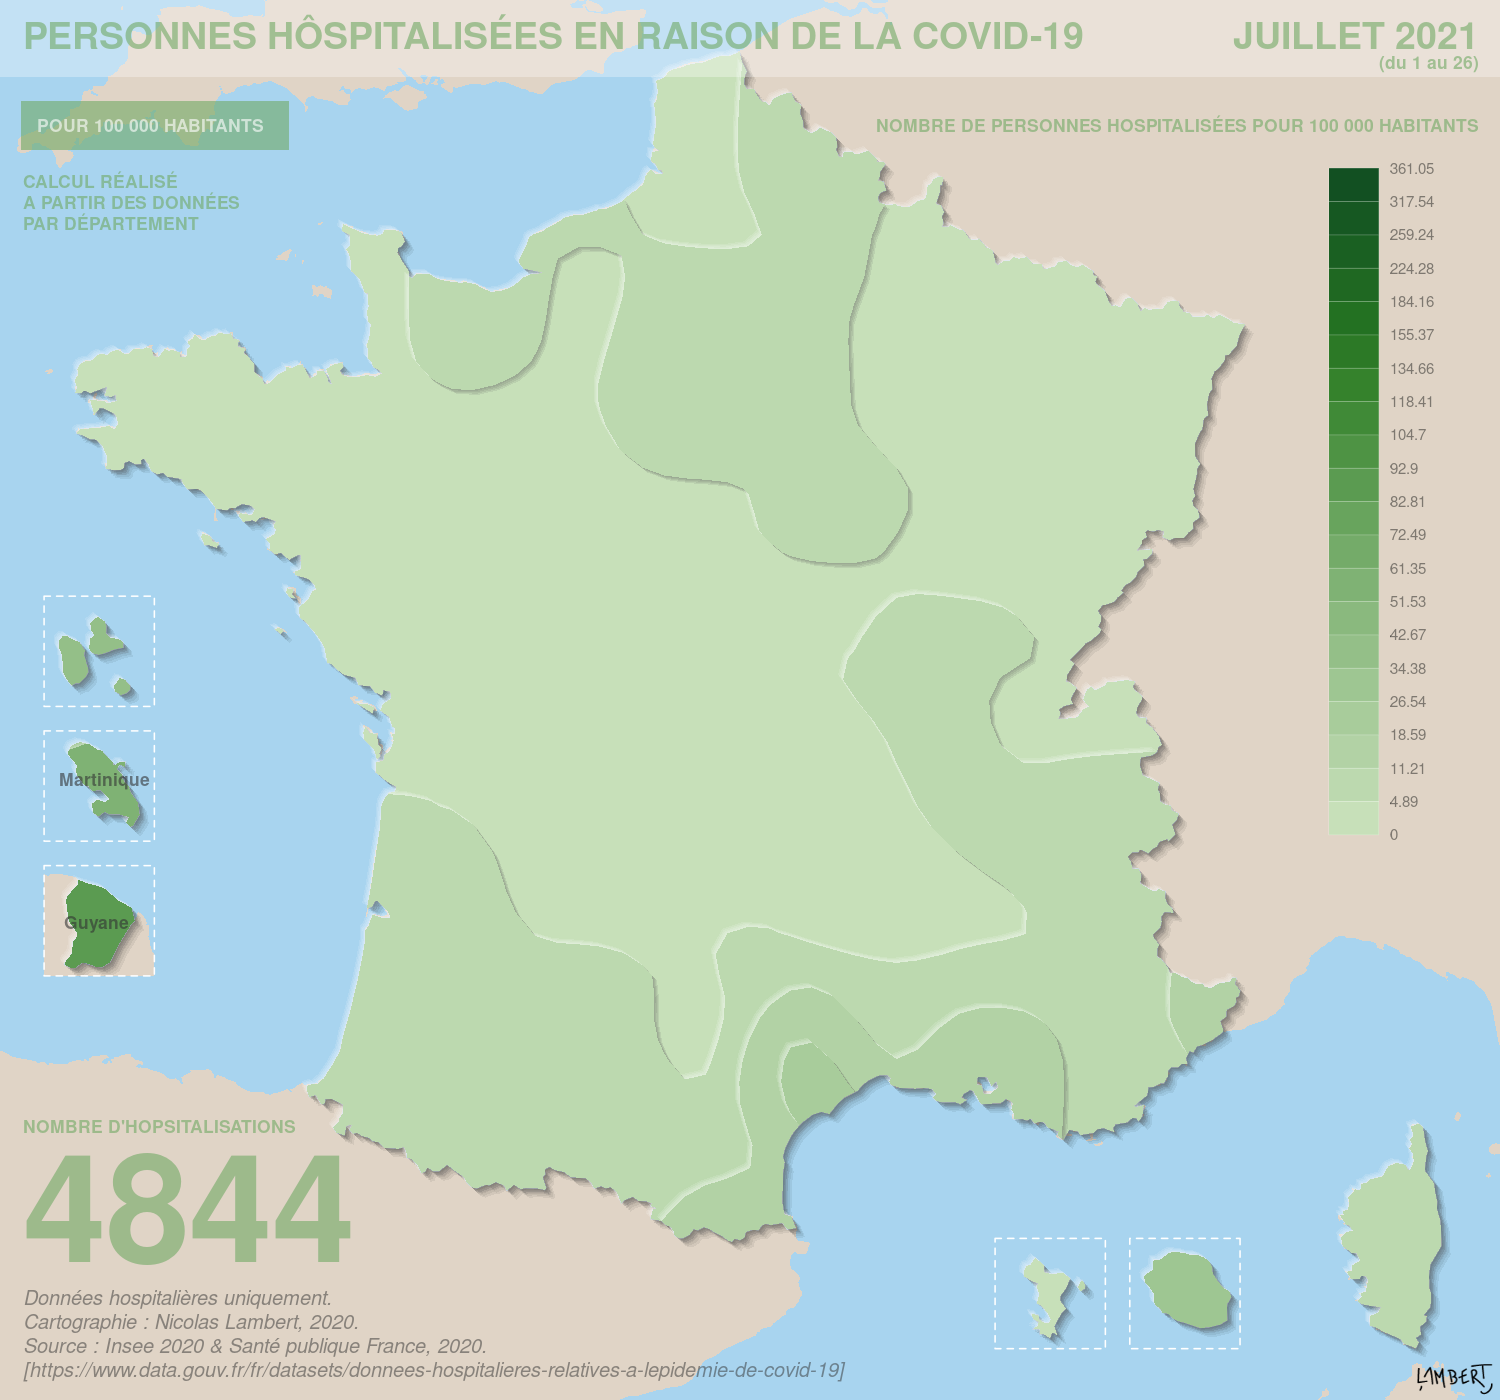 PERSONNES HÔSPITALISÉES EN RAISON DE LA COVID-19
JUILLET 2021
(du 1 au 26)
POUR 100 000 HABITANTS
CALCUL RÉALISÉ
A PARTIR DES DONNÉES
PAR DÉPARTEMENT
NOMBRE DE PERSONNES HOSPITALISÉES POUR 100 000 HABITANTS
361.05
317.54
259.24
224.28
184.16
155.37
134.66
118.41
104.7
92.9
82.81
72.49
61.35
51.53
42.67
34.38
26.54
18.59
11.21
4.89
0
Martinique
Guyane
NOMBRE D'HOPSITALISATIONS
4844
Données hospitalières uniquement.
Cartographie : Nicolas Lambert, 2020.
Source : Insee 2020 & Santé publique France, 2020.
[https://www.data.gouv.fr/fr/datasets/donnees-hospitalieres-relatives-a-lepidemie-de-covid-19]
LAMBERT